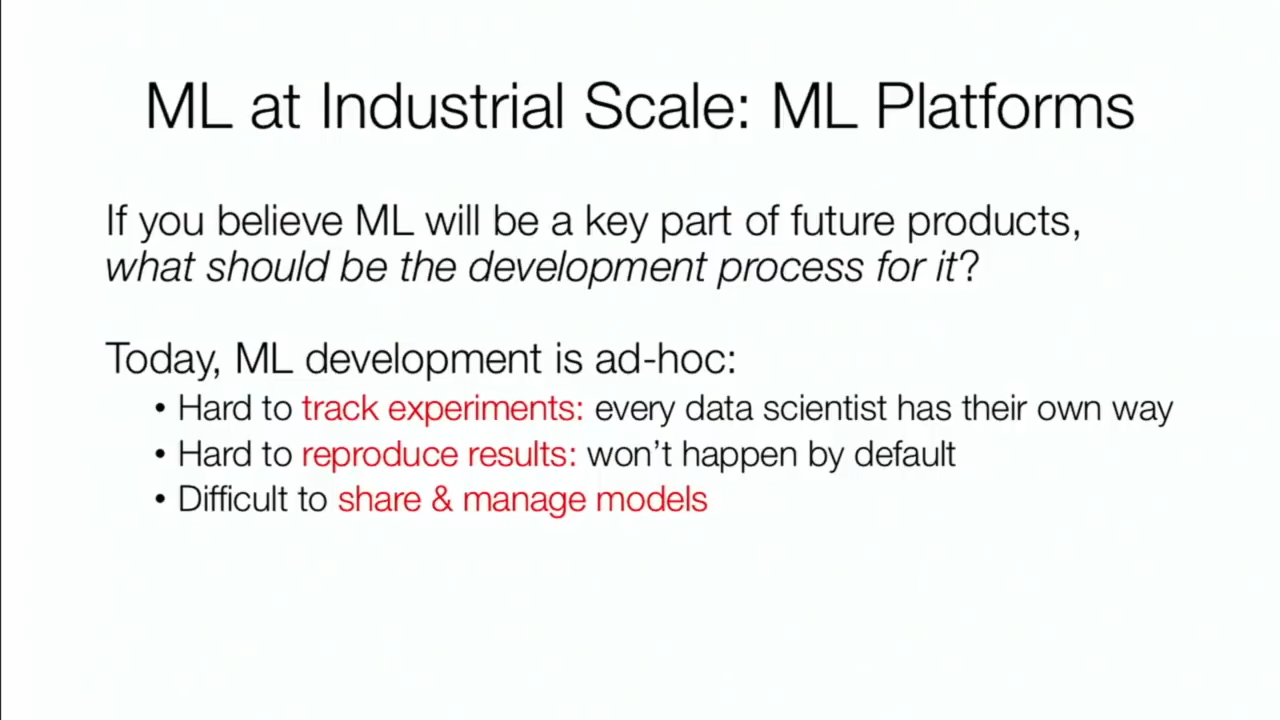 ML at Industrial Scale: ML Platforms
If you believe ML will be a key part of future products,
what should be the development process for it?
Today, ML development is ad-hoc:
• Hard to track experiments: every data scientist has their own way
• Hard to reproduce results: won’t happen by default
• Difficult to share & manage models